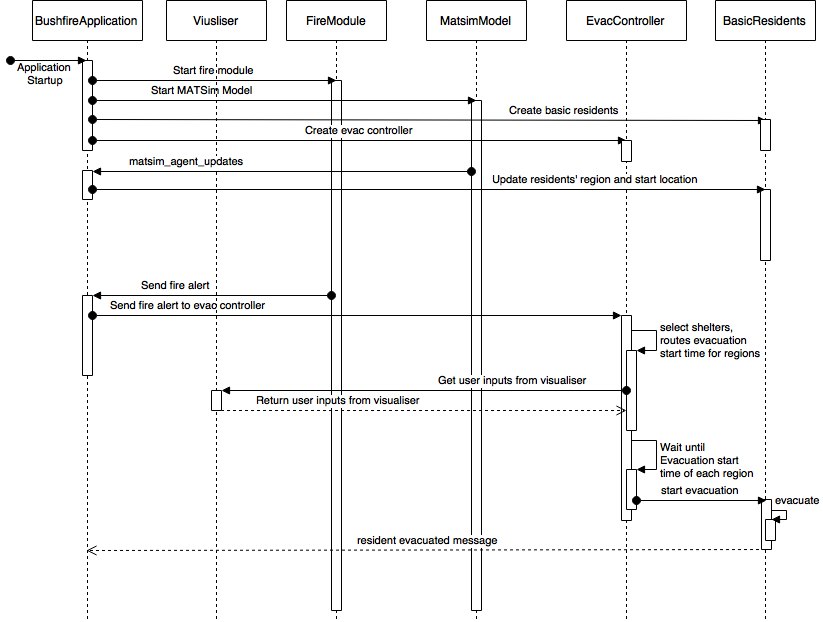 BushfireApplication
Viusliser
FireModule
MatsimModel
EvacController
BasicResidents
Application
Startup
Start fire module
Start MATSim Model
Create basic residents
Create evac controller
matsim_agent_updates
Update residents' region and start location
Send fire alert
Send fire alert to evac controller
select shelters,
routes evacuation
start time for regions
Get user inputs from visualiser
Return user inputs from visualiser
Wait until
Evacuation start
time of each region
start evacuation
evacuate
resident evacuated message